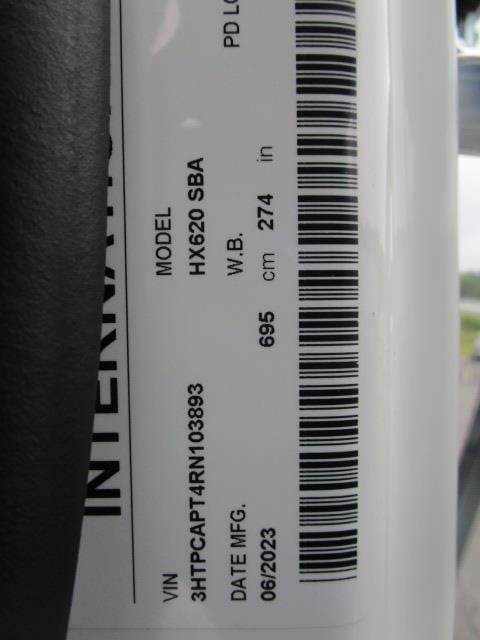 INTERNATIO
VIN MODEL
3HTPCAPT4RN103893 HX620 SBA
DATE MFG. W.B. PD LO
06/2023 695 cm 274 in